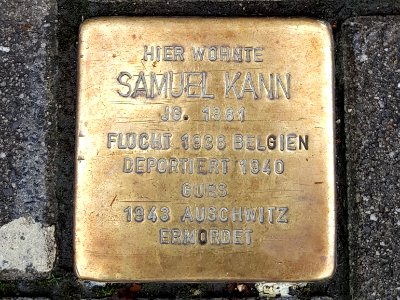 HIER WOHNTE
SAMUEL KANN
JG. 1881
FLUCHT 1938 BELGIEN
DEPORTIERT 1940
GURS
1943 AUSCHWITZ
ERMORDET